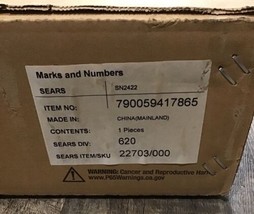 Marks and Numbers
SEARS SN2422
ITEM NO: 790059417865
MADE IN: CHINA(MAINLAND)
CONTENTS: 1 Pieces
SEARS DIV: 620
SEARS ITEM/SKU 22703/000
WARNING: Cancer and Reproductive Harm
www.P65Warnings.ca.gov